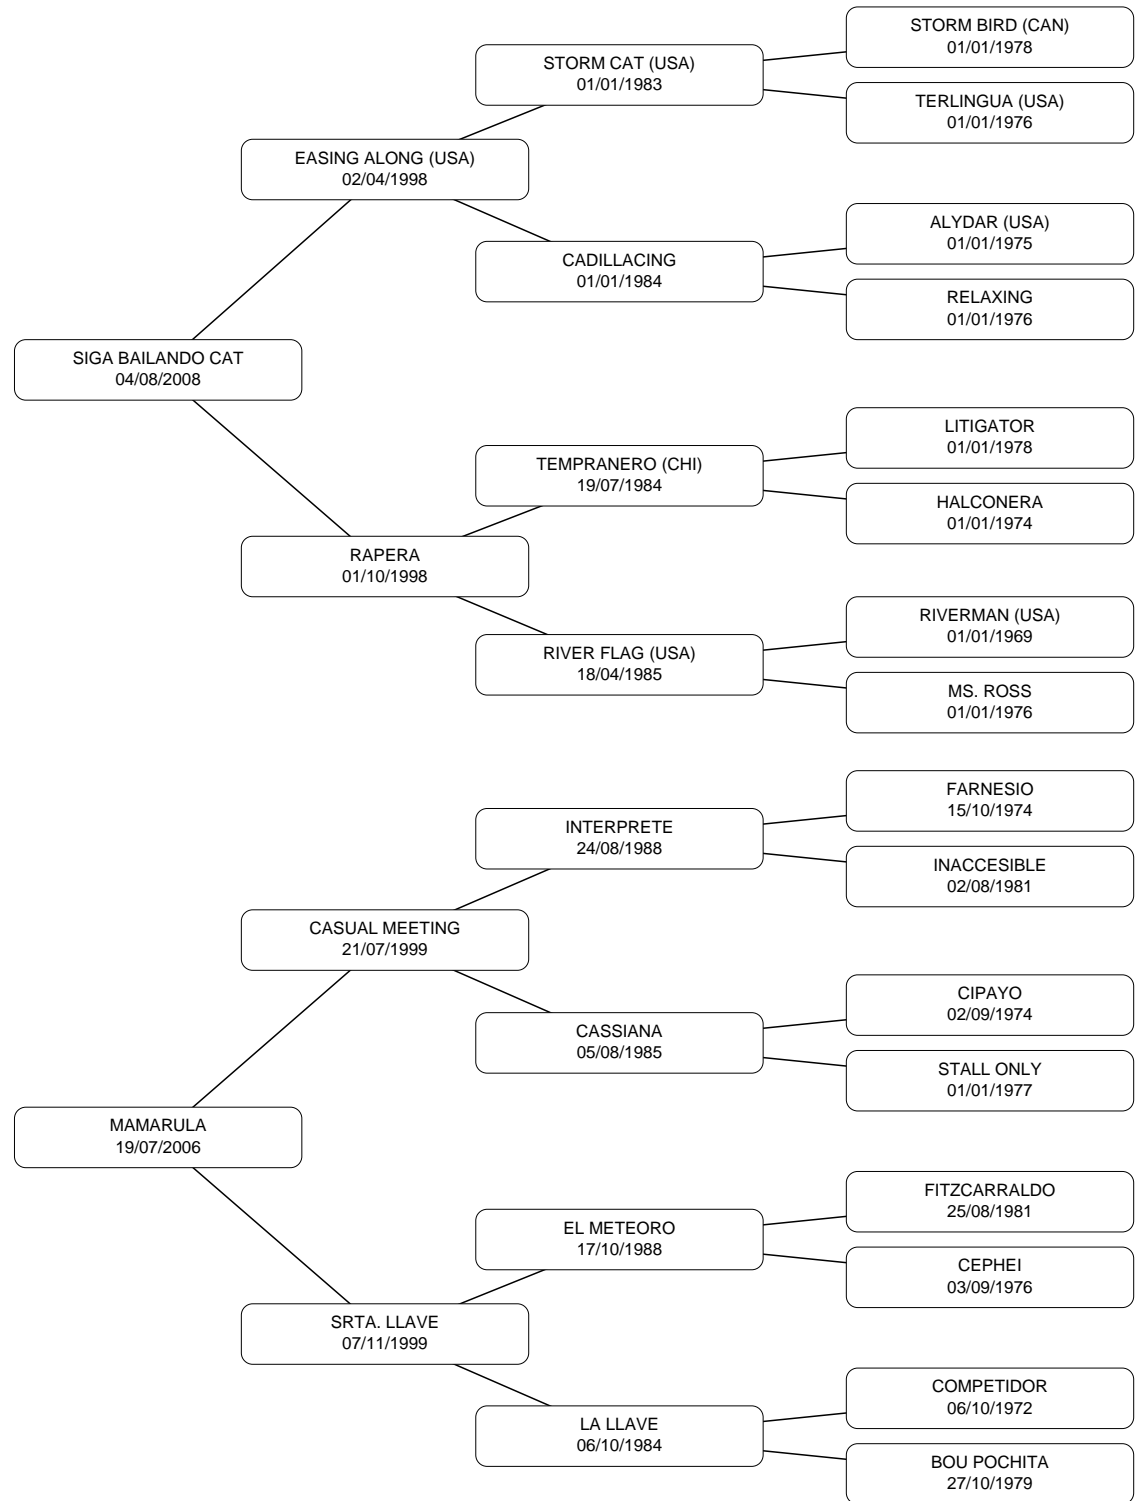 STORM BIRD (CAN)
01/01/1978
STORM CAT (USA)
01/01/1983
TERLINGUA (USA)
01/01/1976
EASING ALONG (USA)
02/04/1998
ALYDAR (USA)
01/01/1975
CADILLACING
01/01/1984
RELAXING
01/01/1976
SIGA BAILANDO CAT
04/08/2008
LITIGATOR
01/01/1978
TEMPRANERO (CHI)
19/07/1984
HALCONERA
01/01/1974
RAPERA
01/10/1998
RIVERMAN (USA)
01/01/1969
RIVER FLAG (USA)
18/04/1985
MS. ROSS
01/01/1976
FARNESIO
15/10/1974
INTERPRETE
24/08/1988
INACCESIBLE
02/08/1981
CASUAL MEETING
21/07/1999
CIPAYO
02/09/1974
CASSIANA
05/08/1985
STALL ONLY
01/01/1977
MAMARULA
19/07/2006
FITZCARRALDO
25/08/1981
EL METEORO
17/10/1988
CEPHEI
03/09/1976
SRTA. LLAVE
07/11/1999
COMPETIDOR
06/10/1972
LA LLAVE
06/10/1984
BOU POCHITA
27/10/1979